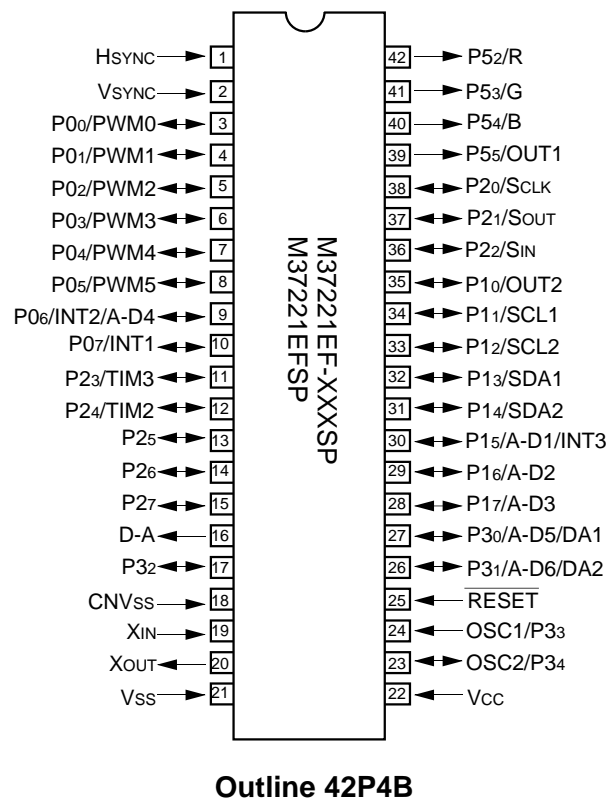 HSYNC 1 42 P52/R
VSYNC 2 41 P53/G
P00/PWM0 3 40 P54/B
P01/PWM1 4 39 P55/OUT1
P02/PWM2 5 38 P20/SCLK
P03/PWM3 6 37 P21/SOUT
P04/PWM4 7 36 P22/SIN
P05/PWM5 8 35 P10/OUT2
P06/INT2/A-D4 9 34 P11/SCL1
P07/INT1 10 33 P12/SCL2
P23/TIM3 11 32 P13/SDA1
P24/TIM2 12 31 P14/SDA2
P25 13 30 P15/A-D1/INT3
P26 14 29 P16/A-D2
P27 15 28 P17/A-D3
D-A 16 27 P30/A-D5/DA1
P32 17 26 P31/A-D6/DA2
CNVSS 18 25 RESET
XIN 19 24 OSC1/P33
XOUT 20 23 OSC2/P34
VSS 21 22 VCC
M37221EF-XXXSP
M37221EFSP
Outline 42P4B